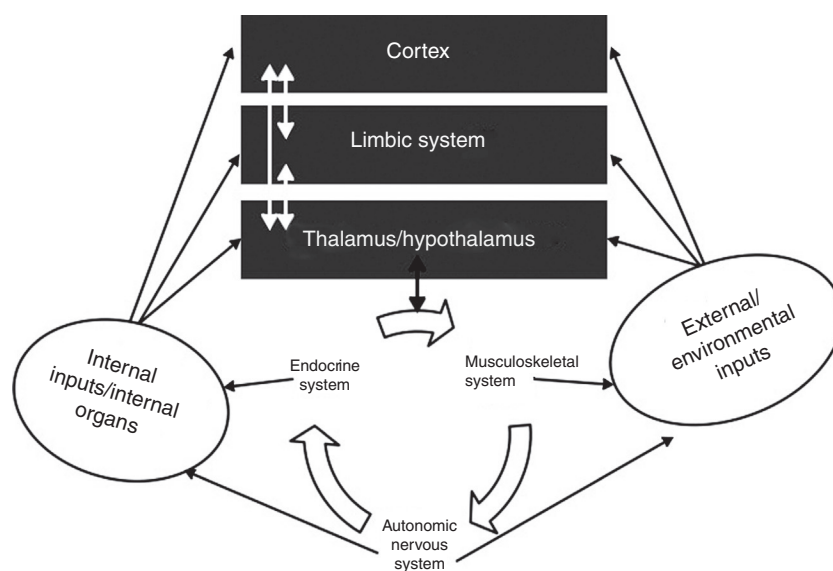 Cortex
Limbic system
Thalamus/hypothalamus
Internal
inputs/internal
organs
Endocrine
system
Musculoskeletal
system
External/
environmental
inputs
Autonomic
nervous
system